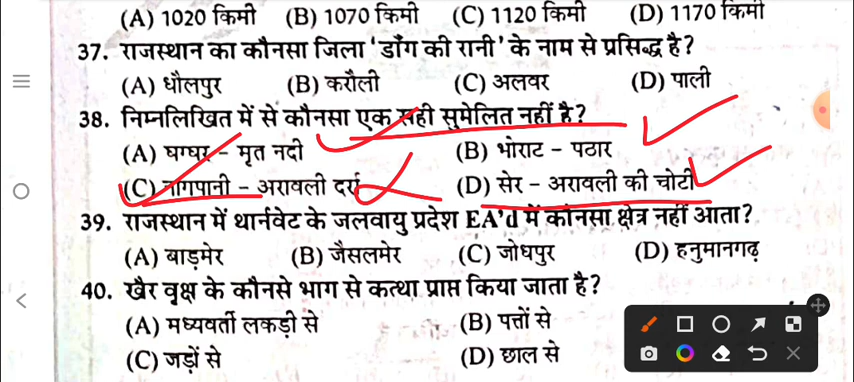 (A) 1020 किमी (B) 1070 किमी (C) 1120 किमी (D) 1170 किमी
37. राजस्थान का कौनसा जिला 'डाँग की रानी' के नाम से प्रसिद्ध है?
(A) धौलपुर (B) करौली (C) अलवर (D) पाली
38. निम्नलिखित में से कौनसा एक सही सुमेलित नहीं है?
(A) घग्घर - मृत नदी (B) भोराट - पठार
(C) नागपानी - अरावली दर्रा (D) सेर - अरावली की चोटी
39. राजस्थान में थार्नवेट के जलवायु प्रदेश EA'd में कौनसा क्षेत्र नहीं आता?
(A) बाड़मेर (B) जैसलमेर (C) जोधपुर (D) हनुमानगढ़
40. खैर वृक्ष के कौनसे भाग से कत्था प्राप्त किया जाता है?
(A) मध्यवर्ती लकड़ी से (B) पत्तों से
(C) जड़ों से (D) छाल से